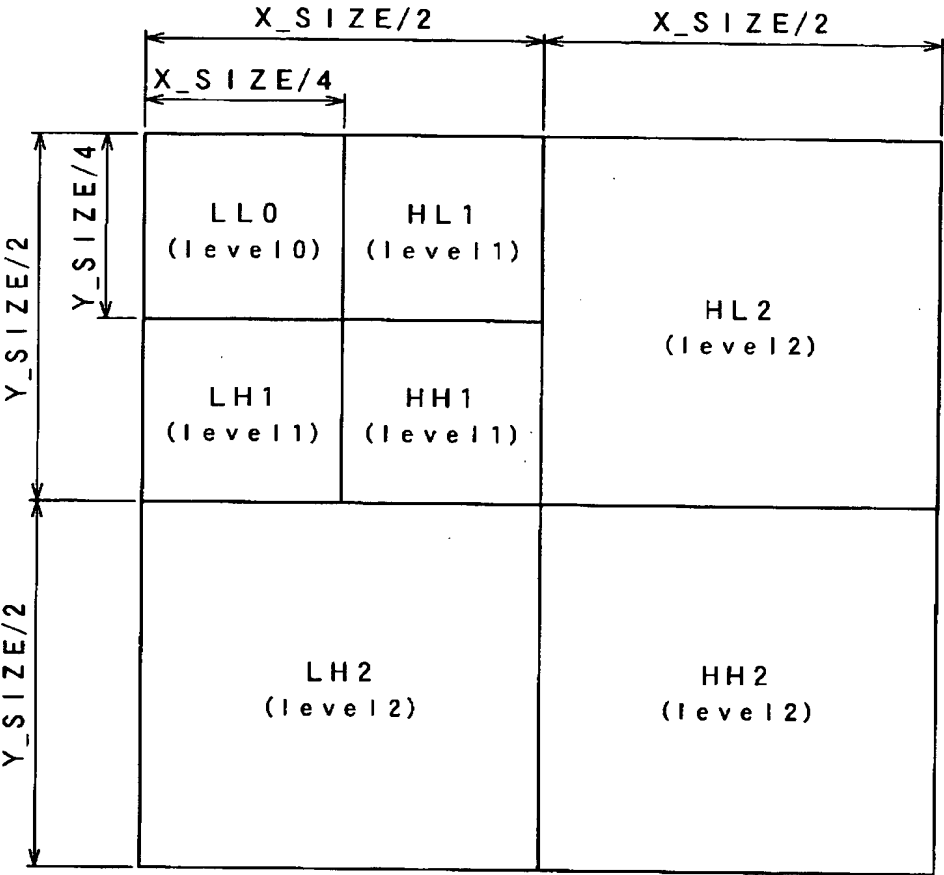 X_SIZE/2
X_SIZE/2
X_SIZE/4
Y_SIZE/2
Y_SIZE/4
LL0
(level0)
HL1
(level1)
HL2
(level2)
LH1
(level1)
HH1
(level1)
Y_SIZE/2
LH2
(level2)
HH2
(level2)